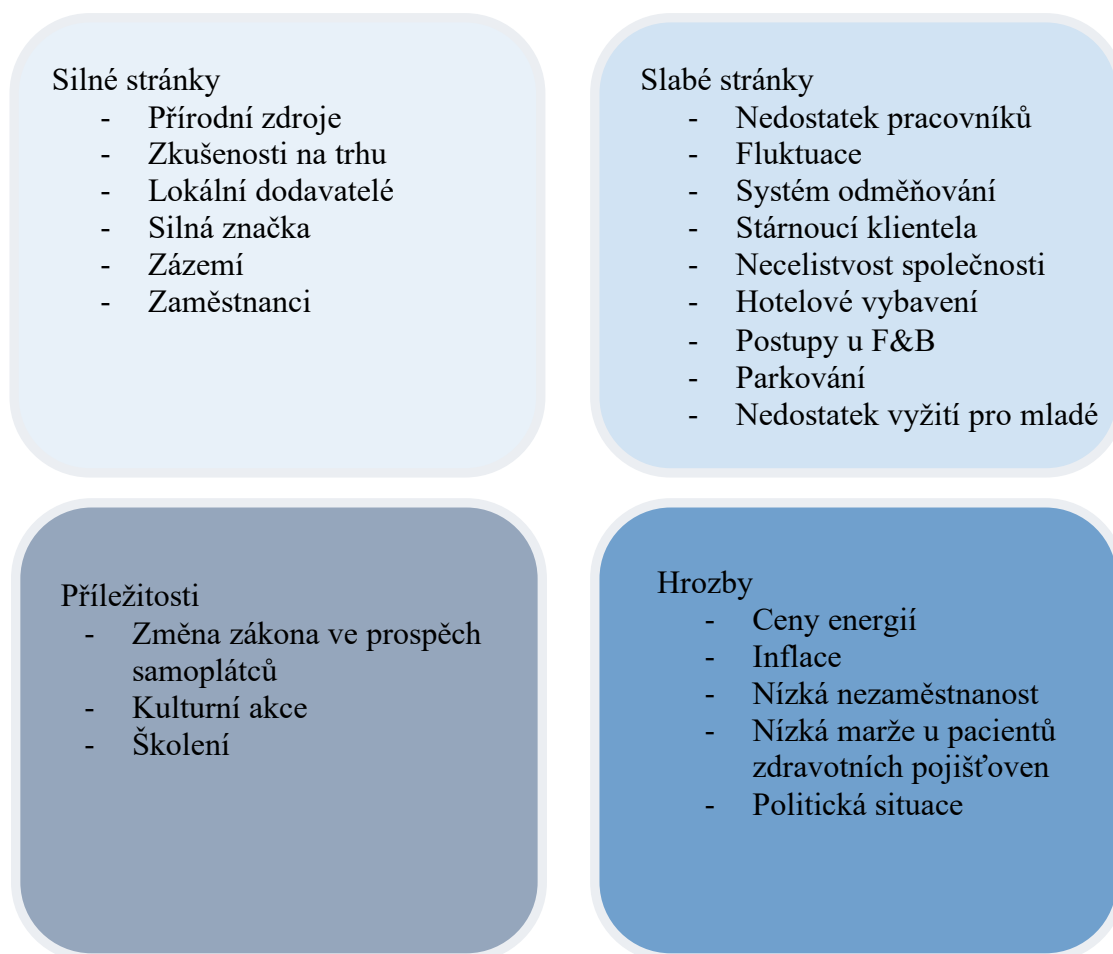 Silné stránky
- Přírodní zdroje
- Zkušenosti na trhu
- Lokální dodavatelé
- Silná značka
- Zázemí
- Zaměstnanci
Slabé stránky
- Nedostatek pracovníků
- Fluktuace
- Systém odměňování
- Stárnoucí klientela
- Necelistvost společnosti
- Hotelové vybavení
- Postupy u F&B
- Parkování
- Nedostatek vyžití pro mladé
Příležitosti
- Změna zákona ve prospěch
samoplátců
- Kulturní akce
- Školení
Hrozby
- Ceny energií
- Inflace
- Nízká nezaměstnanost
- Nízká marže u pacientů
zdravotních pojišťoven
- Politická situace